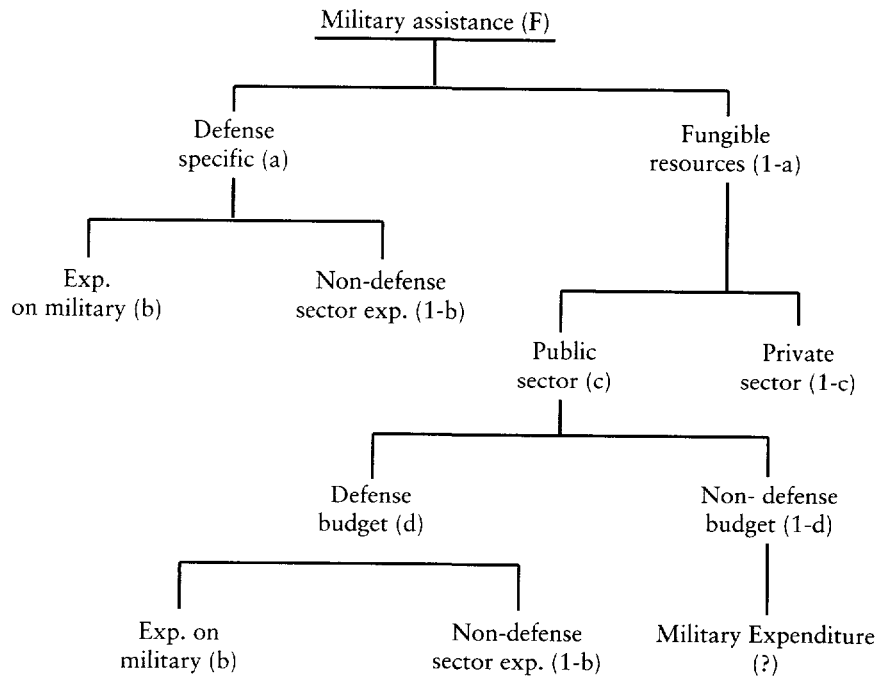 Military assistance (F)
Defense
specific (a)
Fungible
resources (1-a)
Exp.
on military (b)
Non-defense
sector exp. (1-b)
Public
sector (c)
Private
sector (1-c)
Defense
budget (d)
Non- defense
budget (1-d)
Exp. on
military (b)
Non-defense
sector exp. (1-b)
Military Expenditure
(?)